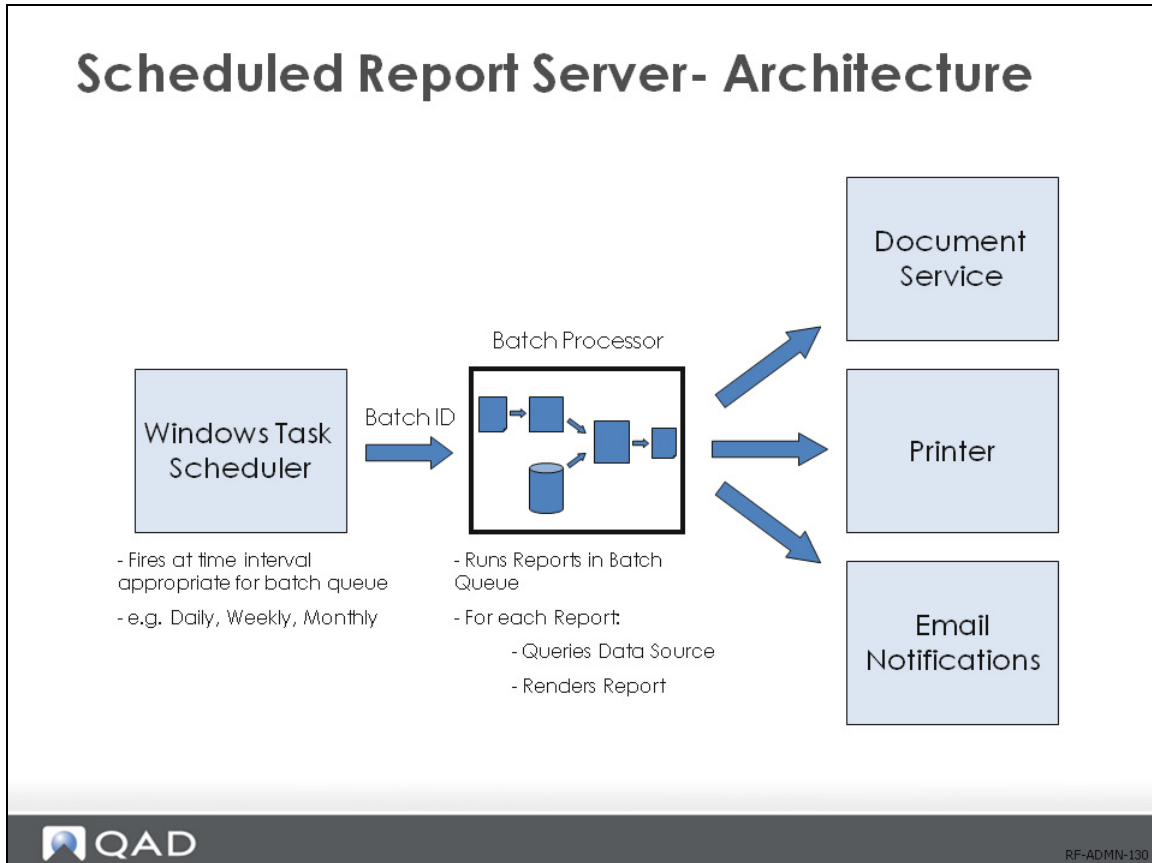 Scheduled Report Server- Architecture
Document
Service
Batch Processor
Batch ID
Windows Task
Scheduler
Printer
- Fires at time interval
appropriate for batch queue
- e.g. Daily, Weekly, Monthly
- Runs Reports in Batch
Queue
- For each Report:
- Queries Data Source
- Renders Report
Email
Notifications
QAD
RF-ADMN-130